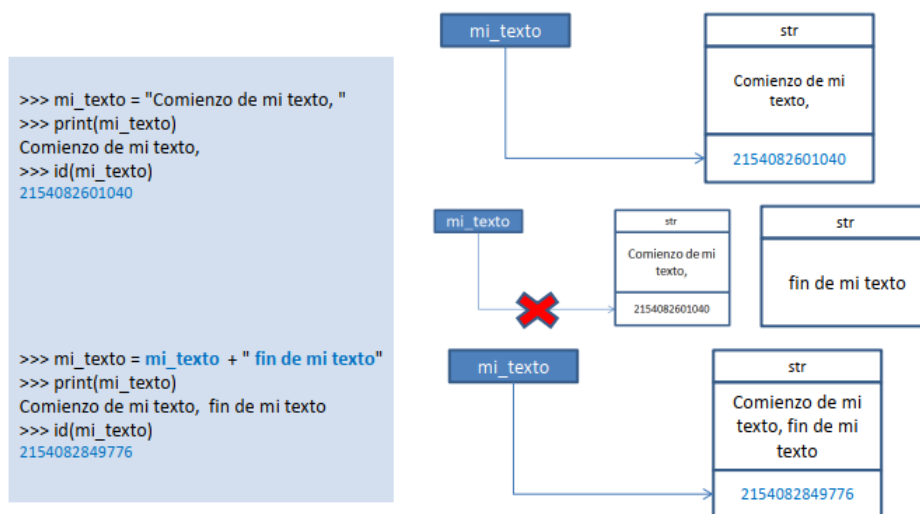 >>> mi_texto = "Comienzo de mi texto, "
>>> print(mi_texto)
Comienzo de mi texto,
>>> id(mi_texto)
2154082601040
>>> mi_texto = mi_texto + " fin de mi texto"
>>> print(mi_texto)
Comienzo de mi texto,  fin de mi texto
>>> id(mi_texto)
2154082849776
mi_texto
str
Comienzo de mi
texto,
2154082601040
mi_texto
str
Comienzo de mi
texto,
2154082601040
str
fin de mi texto
mi_texto
str
Comienzo de mi
texto, fin de mi
texto
2154082849776